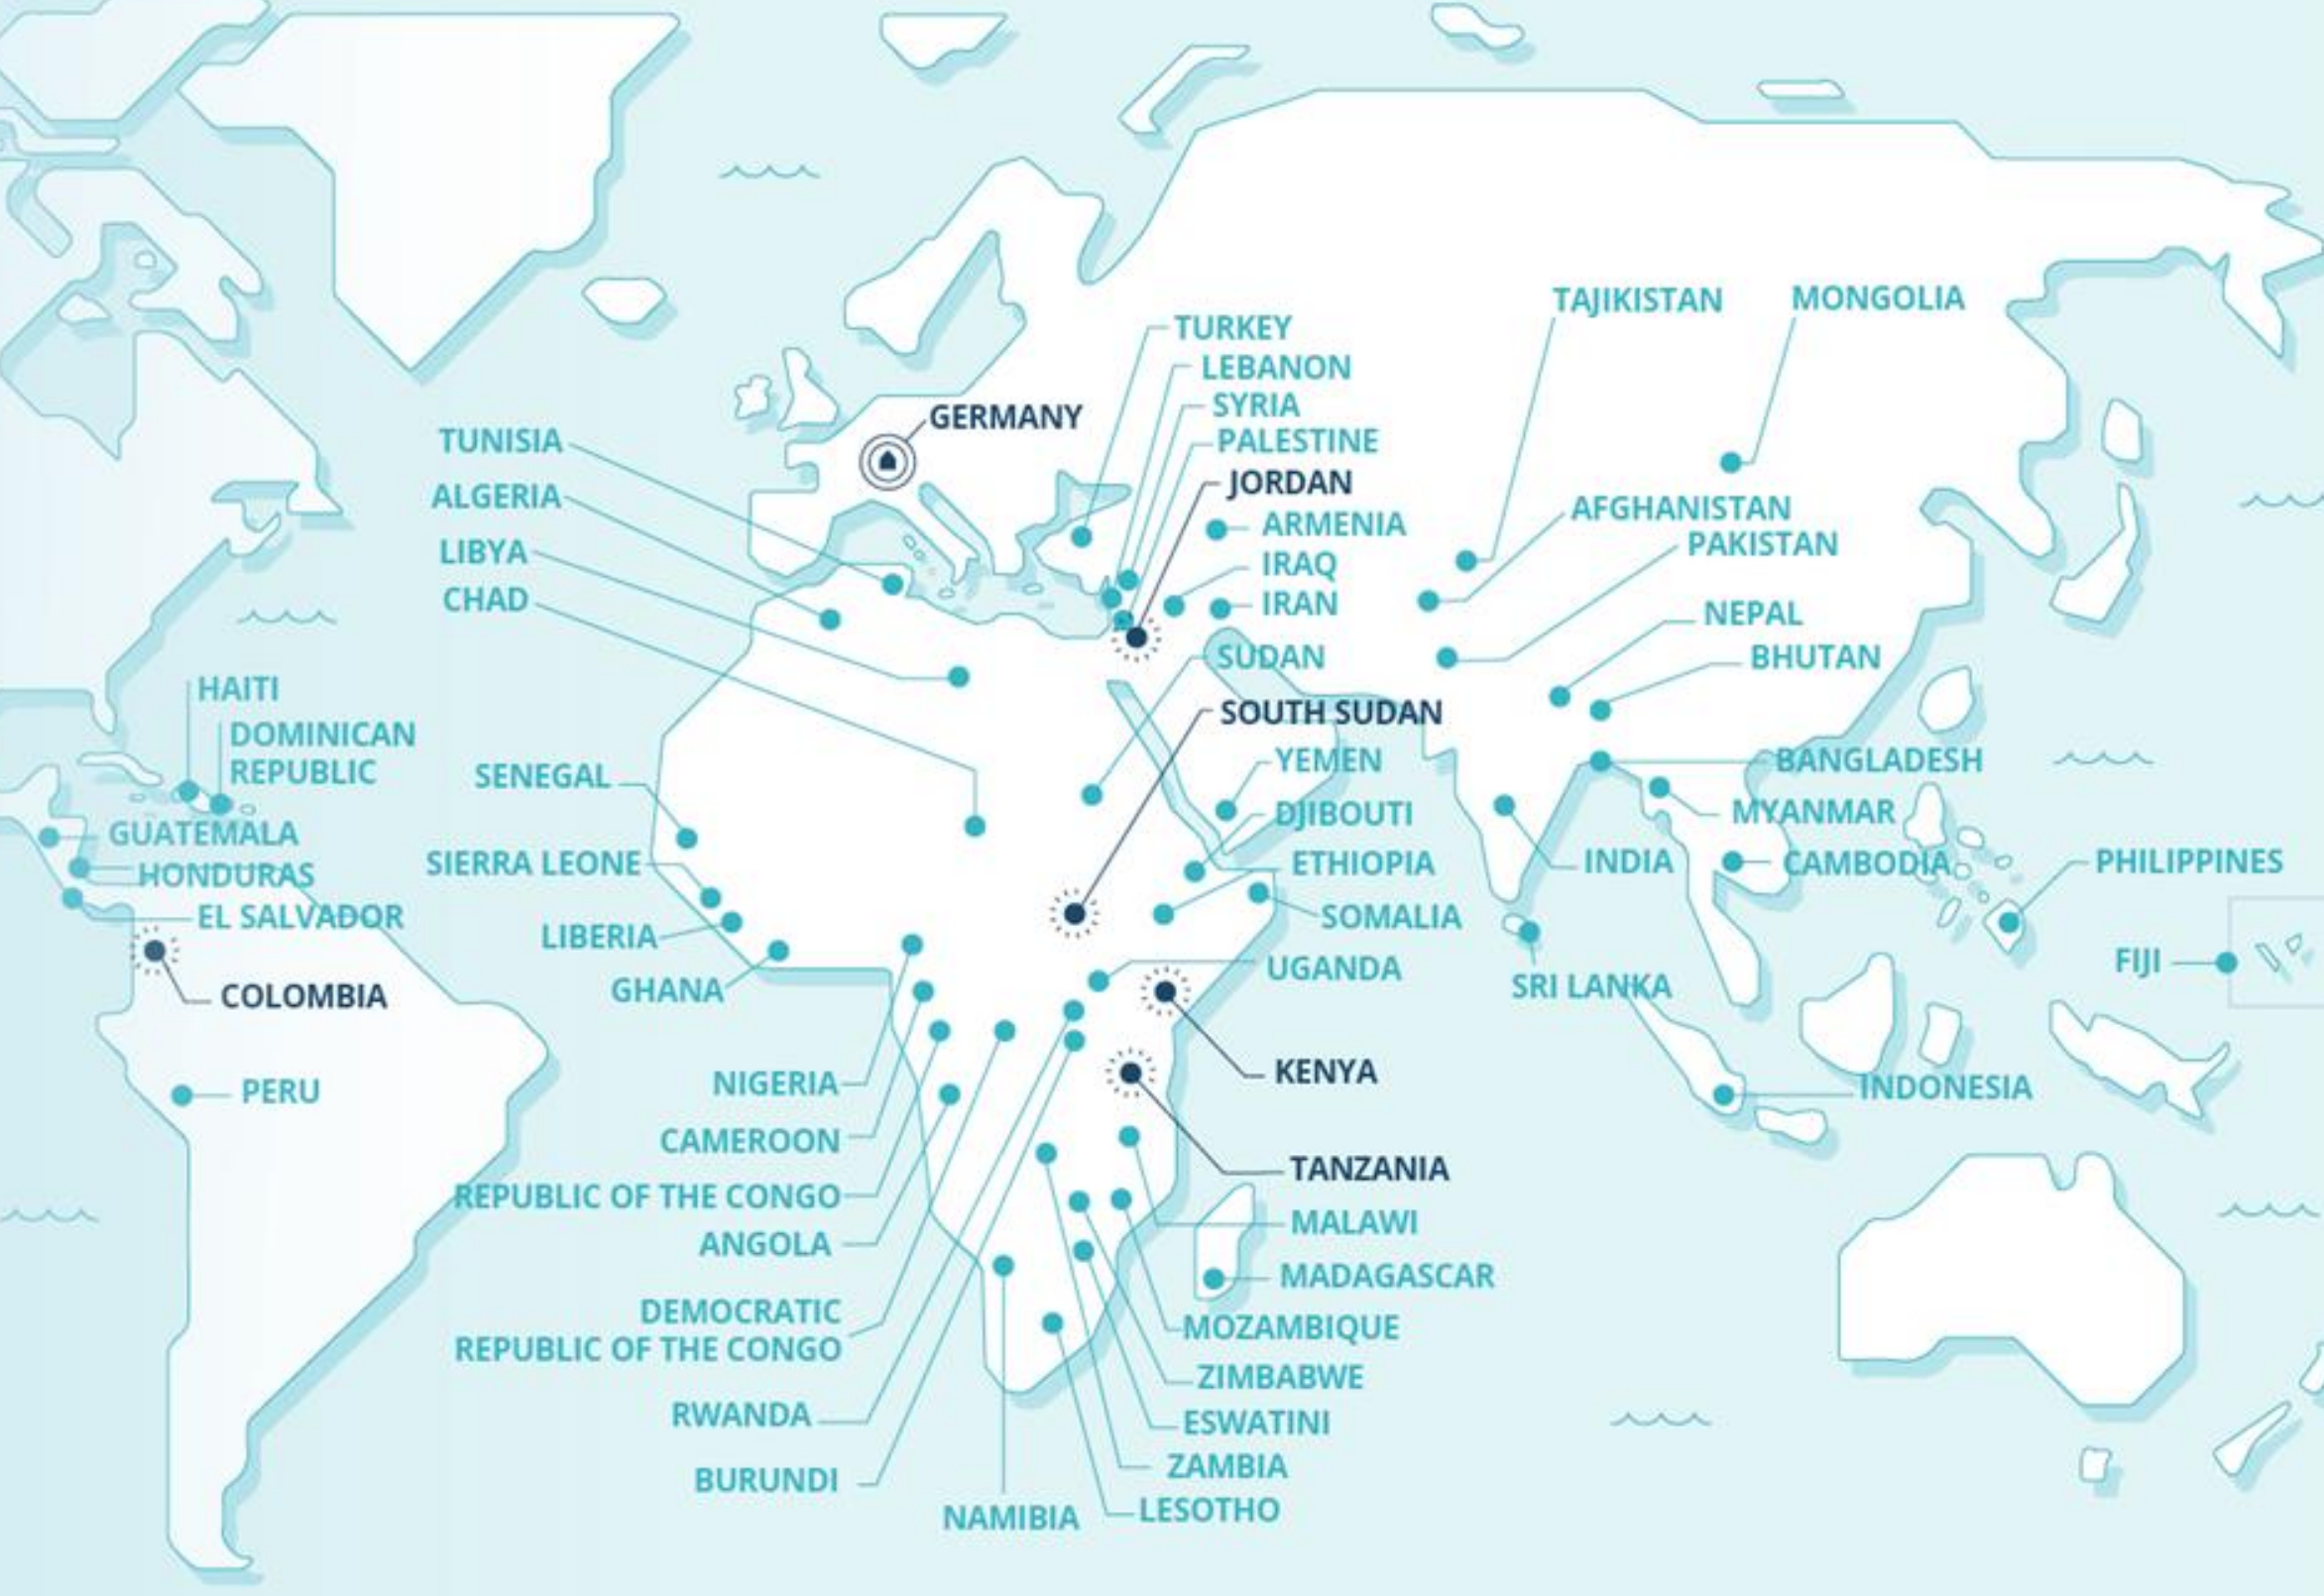 TAJIKISTAN
MONGOLIA
TURKEY
LEBANON
SYRIA
PALESTINE
JORDAN
ARMENIA
IRAQ
IRAN
GERMANY
TUNISIA
ALGERIA
LIBYA
CHAD
AFGHANISTAN
PAKISTAN
NEPAL
BHUTAN
SUDAN
SOUTH SUDAN
YEMEN
DJIBOUTI
ETHIOPIA
SOMALIA
UGANDA
BANGLADESH
MYANMAR
INDIA
CAMBODIA
PHILIPPINES
FIJI
SRI LANKA
INDONESIA
HAITI
DOMINICAN
REPUBLIC
GUATEMALA
HONDURAS
EL SALVADOR
COLOMBIA
PERU
SENEGAL
SIERRA LEONE
LIBERIA
GHANA
NIGERIA
CAMEROON
REPUBLIC OF THE CONGO
ANGOLA
DEMOCRATIC
REPUBLIC OF THE CONGO
RWANDA
BURUNDI
NAMIBIA
KENYA
TANZANIA
MALAWI
MADAGASCAR
MOZAMBIQUE
ZIMBABWE
ESWATINI
ZAMBIA
LESOTHO